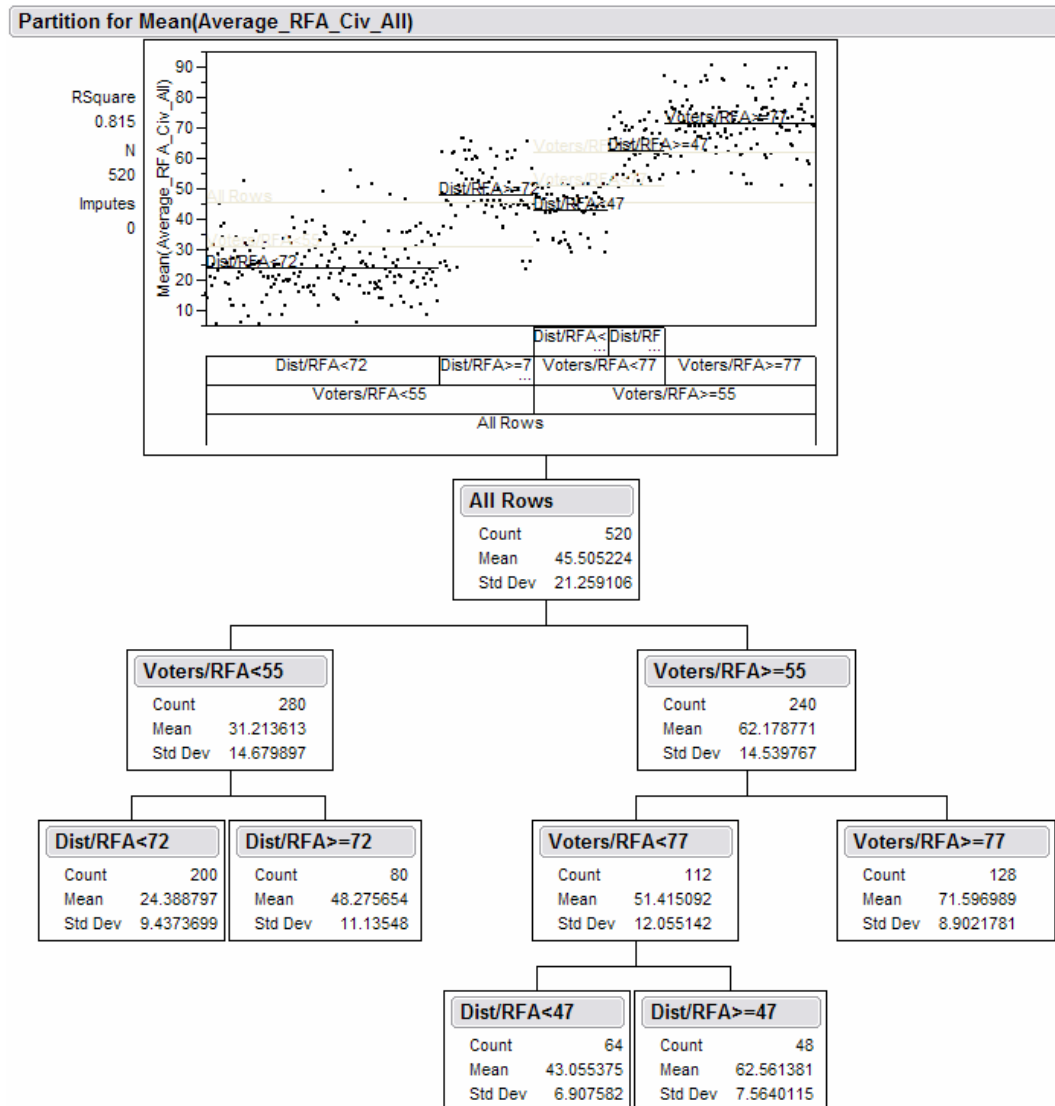 Partition for Mean(Average_RFA_Civ_All)
RSquare
0.815
N
520
Imputes
0
Mean(Average_RFA_Civ_All)
90
80
70
60
50
40
30
20
10
Voters/RFA>=77
Dist/RFA>=47
Dist/RFA>=72
All Rows
Dist/RFA<47
Voters/RFA<55
Dist/RFA<72
Dist/RFA<... Dist/RF...
Dist/RFA<72 Dist/RFA>=7... Voters/RFA<77 Voters/RFA>=77
Voters/RFA<55 Voters/RFA>=55
All Rows
All Rows
Count 520
Mean 45.505224
Std Dev 21.259106
Voters/RFA<55
Count 280
Mean 31.213613
Std Dev 14.679897
Voters/RFA>=55
Count 240
Mean 62.178771
Std Dev 14.539767
Dist/RFA<72
Count 200
Mean 24.388797
Std Dev 9.4373699
Dist/RFA>=72
Count 80
Mean 48.275654
Std Dev 11.13548
Voters/RFA<77
Count 112
Mean 51.415092
Std Dev 12.055142
Voters/RFA>=77
Count 128
Mean 71.596989
Std Dev 8.9021781
Dist/RFA<47
Count 64
Mean 43.055375
Std Dev 6.907582
Dist/RFA>=47
Count 48
Mean 62.561381
Std Dev 7.5640115